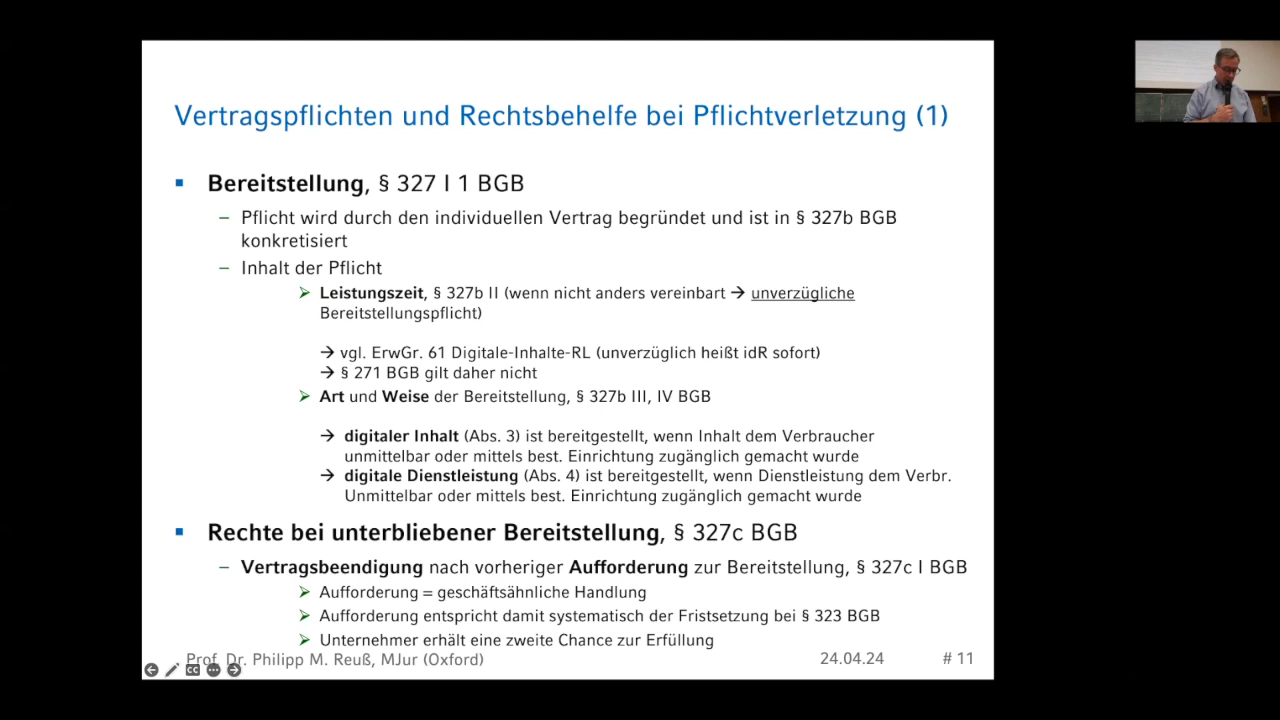 Vertragspflichten und Rechtsbehelfe bei Pflichtverletzung (1)
Bereitstellung, § 327 I 1 BGB
– Pflicht wird durch den individuellen Vertrag begründet und ist in § 327b BGB
konkretisiert
– Inhalt der Pflicht
Leistungszeit, § 327b II (wenn nicht anders vereinbart → unverzügliche
Bereitstellungspflicht)
→ vgl. ErwGr. 61 Digitale-Inhalte-RL (unverzüglich heißt idR sofort)
→ § 271 BGB gilt daher nicht
Art und Weise der Bereitstellung, § 327b III, IV BGB
→ digitaler Inhalt (Abs. 3) ist bereitgestellt, wenn Inhalt dem Verbraucher
unmittelbar oder mittels best. Einrichtung zugänglich gemacht wurde
→ digitale Dienstleistung (Abs. 4) ist bereitgestellt, wenn Dienstleistung dem Verbr.
Unmittelbar oder mittels best. Einrichtung zugänglich gemacht wurde
Rechte bei unterbliebener Bereitstellung, § 327c BGB
– Vertragsbeendigung nach vorheriger Aufforderung zur Bereitstellung, § 327c I BGB
Aufforderung = geschäftsähnliche Handlung
Aufforderung entspricht damit systematisch der Fristsetzung bei § 323 BGB
Unternehmer erhält eine zweite Chance zur Erfüllung
Prof. Dr. Philipp M. Reuß, MJur (Oxford) 24.04.24 # 11
CC